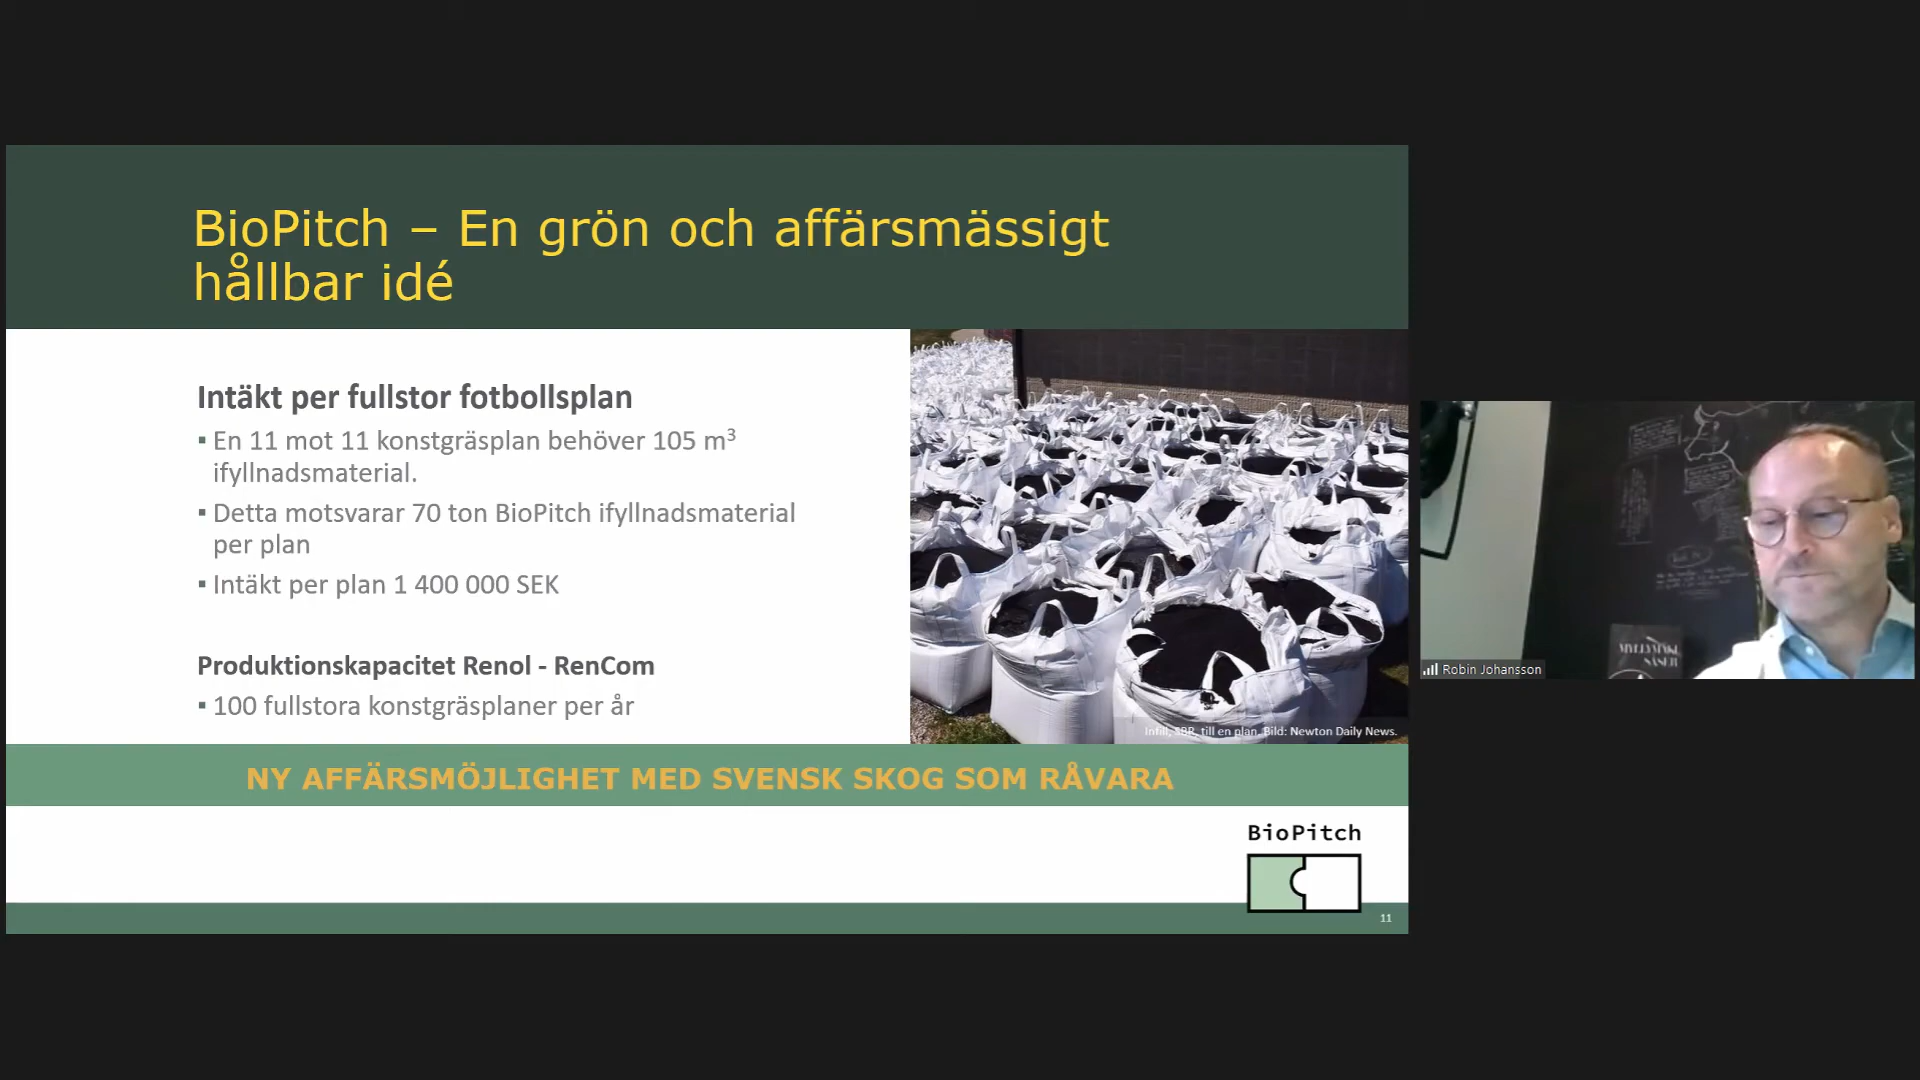 BioPitch – En grön och affärsmässigt
hållbar idé
Intäkt per fullstor fotbollsplan
▪ En 11 mot 11 konstgräsplan behöver 105 m³
ifyllnadsmaterial.
▪ Detta motsvarar 70 ton BioPitch ifyllnadsmaterial
per plan
▪ Intäkt per plan 1 400 000 SEK
Produktionskapacitet Renol - RenCom
▪ 100 fullstora konstgräsplaner per år
Infill, SBR, till en plan. Bild: Newton Daily News.
NY AFFÄRSMÖJLIGHET MED SVENSK SKOG SOM RÅVARA
BioPitch
11
Robin Johansson